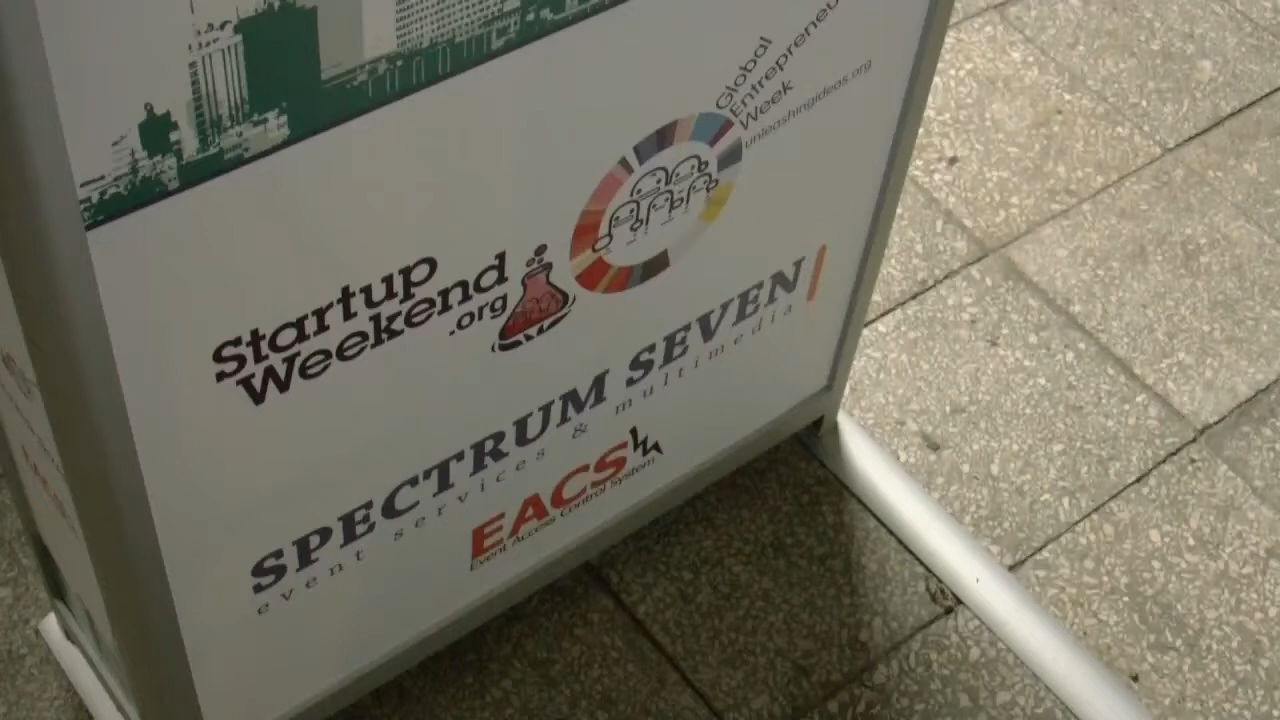 Global
Entrepreneu
Week
unleashingideas.org
Startup
Weekend
.org
SPECTRUM SEVEN
event services & multimedia
EACS
Event Access Control System